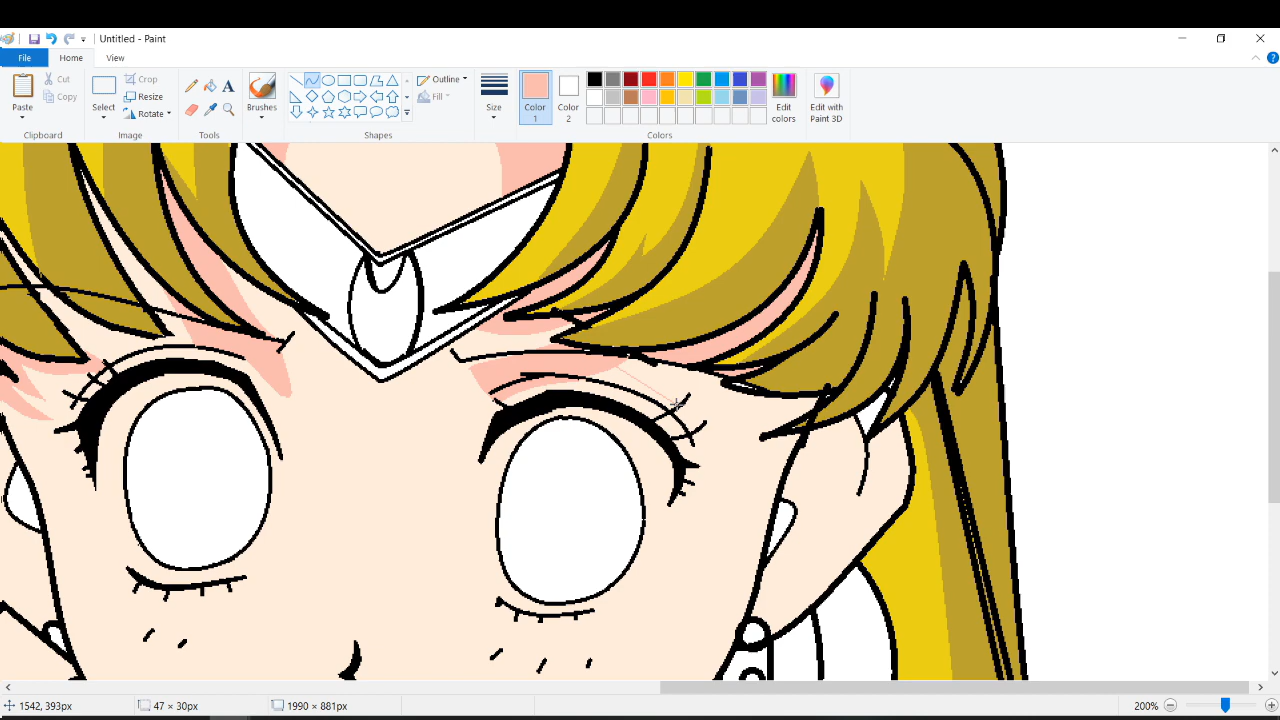 Untitled - Paint
File Home View
Paste
Cut
Copy
Clipboard
Select
Crop
Resize
Rotate
Image
Tools
Brushes
Shapes
Outline
Fill
Size
Color
1
Color
2
Edit
colors
Colors
Edit with
Paint 3D
1542, 393px
47 × 30px
1990 × 881px
200%